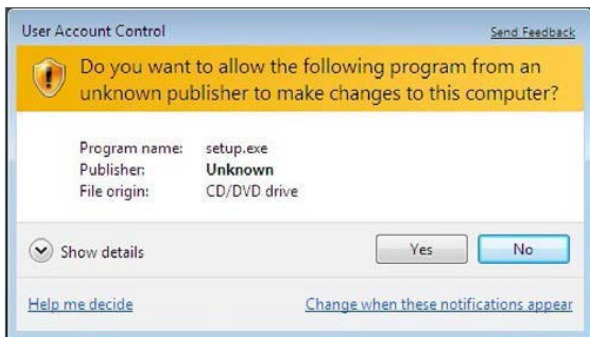 User Account Control
Send Feedback
Do you want to allow the following program from an
unknown publisher to make changes to this computer?
Program name: setup.exe
Publisher: Unknown
File origin: CD/DVD drive
Show details
Yes
No
Help me decide
Change when these notifications appear